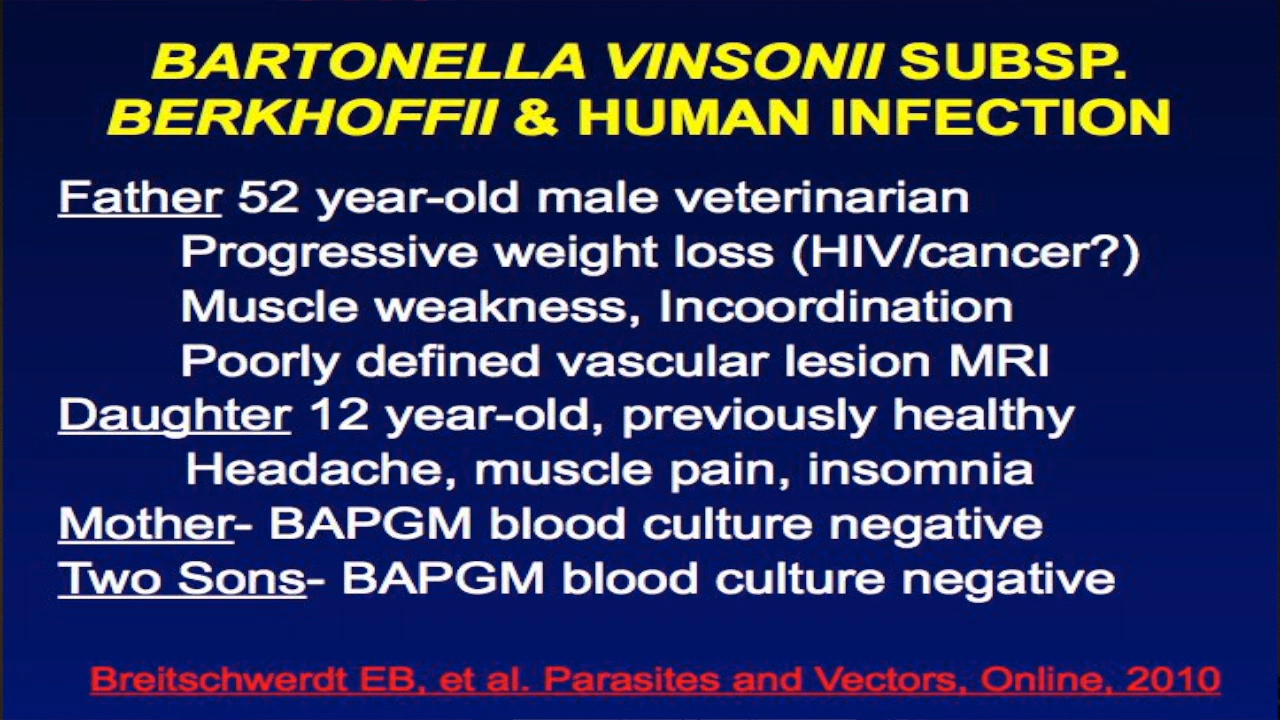 BARTONELLA VINSONII SUBSP.
BERKHOFFII & HUMAN INFECTION
Father 52 year-old male veterinarian
Progressive weight loss (HIV/cancer?)
Muscle weakness, Incoordination
Poorly defined vascular lesion MRI
Daughter 12 year-old, previously healthy
Headache, muscle pain, insomnia
Mother- BAPGM blood culture negative
Two Sons- BAPGM blood culture negative
Breitschwerdt EB, et al. Parasites and Vectors, Online, 2010